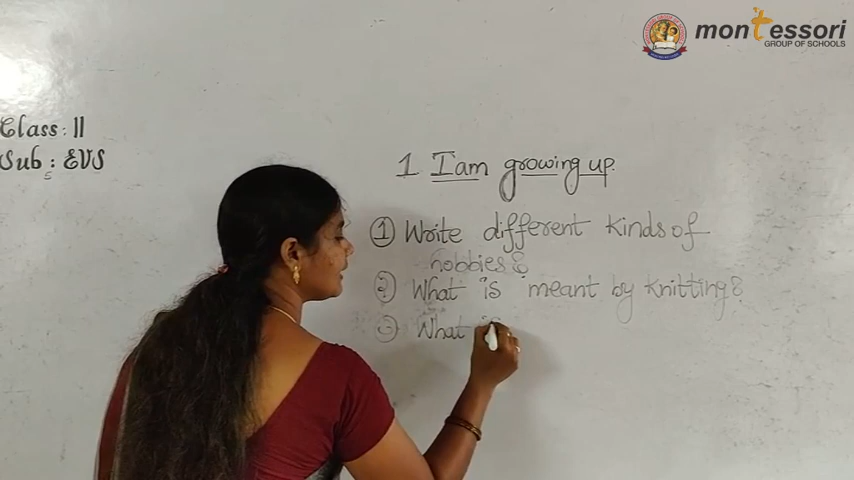 montessori
GROUP OF SCHOOLS
Class: II
Sub: EVS
1 I am growing up.
① Write different kinds of
hobbies?
② What is meant by knitting?
③ What is